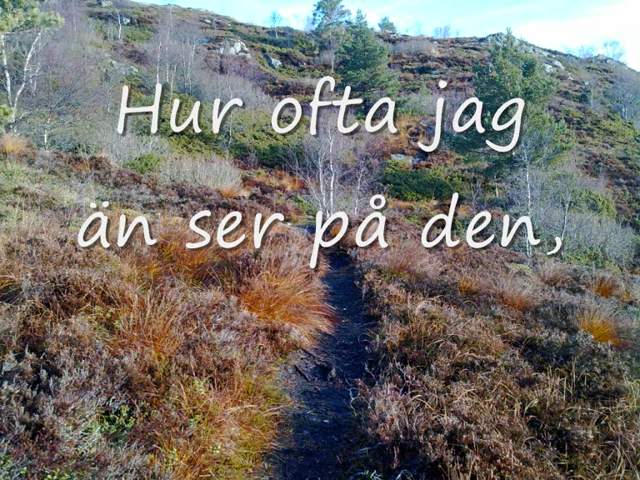 Hur ofta jag
än ser på den,